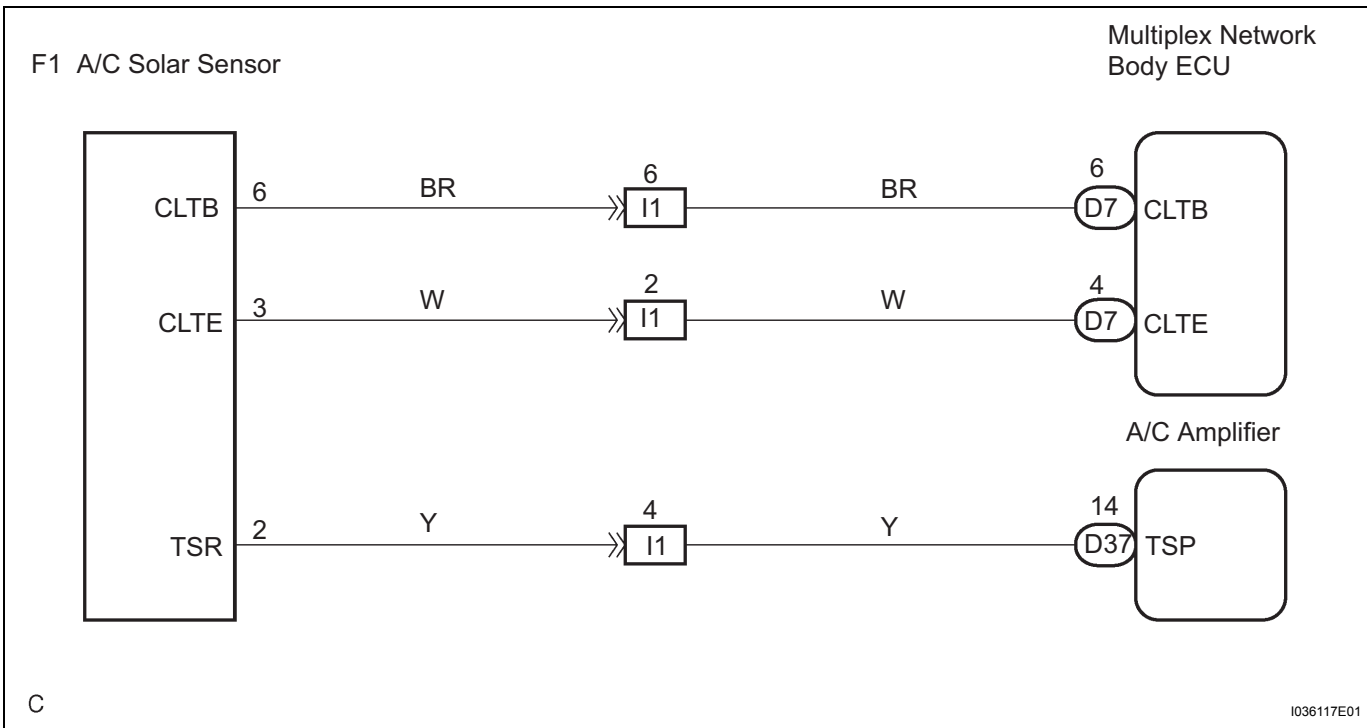 Multiplex Network
Body ECU
F1 A/C Solar Sensor
CLTB 6 BR 6 I1 BR 6 D7 CLTB
CLTE 3 W 2 I1 W 4 D7 CLTE
A/C Amplifier
TSR 2 Y 4 I1 Y 14 D37 TSP
C
I036117E01